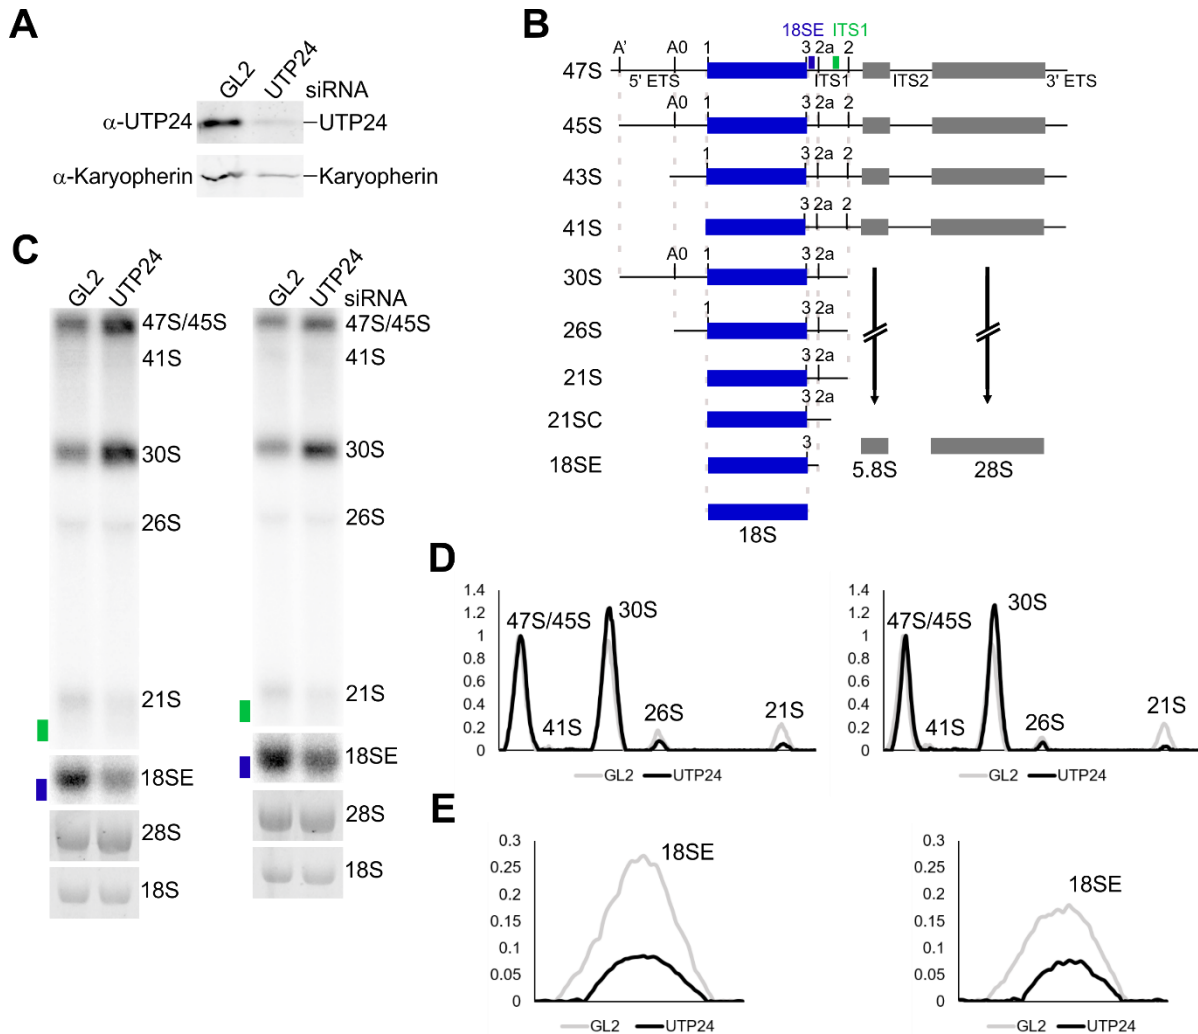 A
GL2 UTP24 siRNA
α-UTP24 UTP24
α-Karyopherin Karyopherin
B
18SE ITS1
A' A0 1 3 2a 2
47S
5' ETS ITS1 ITS2 3' ETS
A0 1 3 2a 2
45S
1 3 2a 2
43S
3 2a 2
41S
A0 1 3 2a
30S
1 3 2a
26S
3 2a
21S
3 2a
21SC
3
18SE
5.8S 28S
18S
C
GL2 UTP24 siRNA
47S/45S
41S
30S
26S
21S
18SE
28S
18S
GL2 UTP24 siRNA
47S/45S
41S
30S
26S
21S
18SE
28S
18S
D
1.4
1.2
1
0.8
0.6
0.4
0.2
0
47S/45S 30S
41S 26S 21S
GL2 UTP24
1.4
1.2
1
0.8
0.6
0.4
0.2
0
47S/45S 30S
41S 26S 21S
GL2 UTP24
E
0.3
0.25
0.2
0.15
0.1
0.05
0
18SE
GL2 UTP24
0.3
0.25
0.2
0.15
0.1
0.05
0
18SE
GL2 UTP24